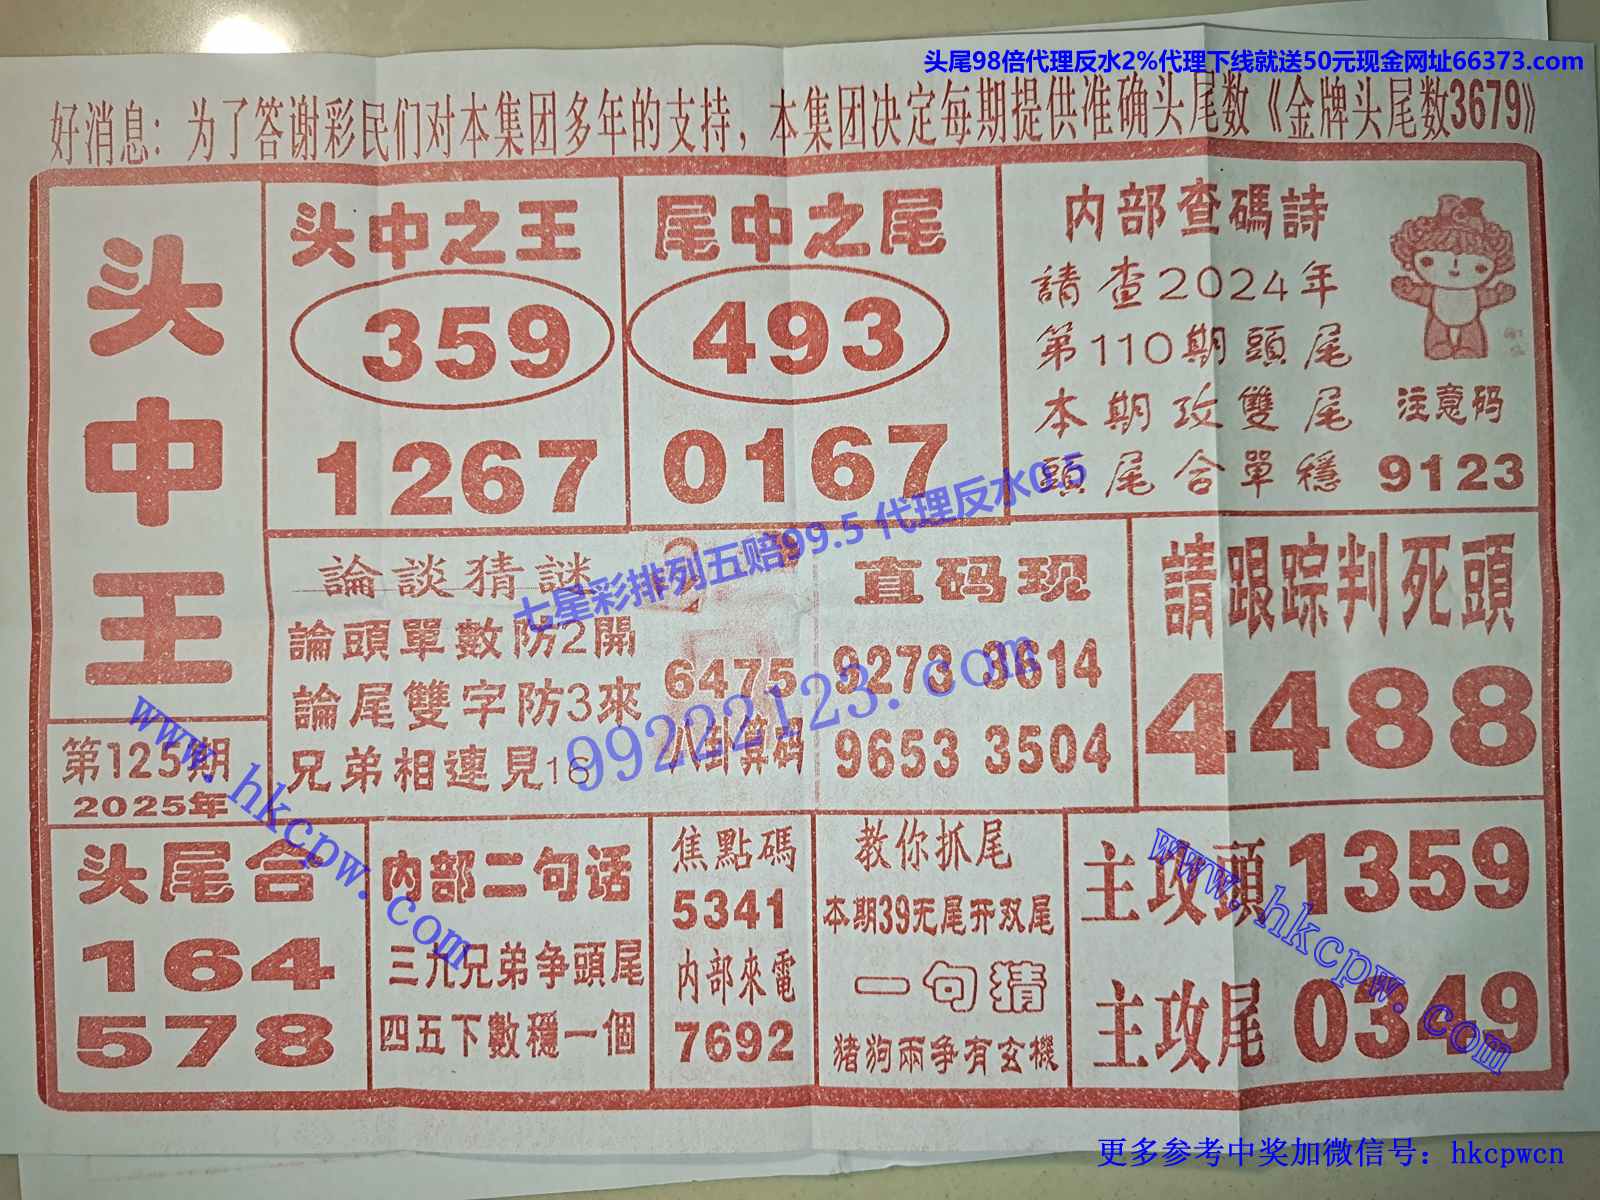 头尾98倍代理反水2%代理下线就送50元现金网址66373.com
好消息：为了答谢彩民们对本集团多年的支持，本集团决定每期提供准确头尾数《金牌头尾数3679》
头中王
第125期
2025年
头中之王
359
1267
尾中之尾
493
0167
内部查碼詩
請查2024年
第110期頭尾
本期攻雙尾
頭尾合單穩
注意码
9123
論談猜謎
論頭單數防2開
論尾雙字防3來
兄弟相連見16
6475
八卦算码
直码现
9273 3614
9653 3504
請跟踪判死頭
4488
七星彩排列五赔99.5 代理反水0.5
99222123.com
www.hkcpw.com
头尾合
164
578
内部二句话
三九兄弟争頭尾
四五下數穩一個
焦點碼
5341
内部來電
7692
教你抓尾
本期39无尾开双尾
一句猜
豬狗兩争有玄機
主攻頭1359
主攻尾0349
www.hkcpw.com
更多参考中奖加微信号：hkcpwcn